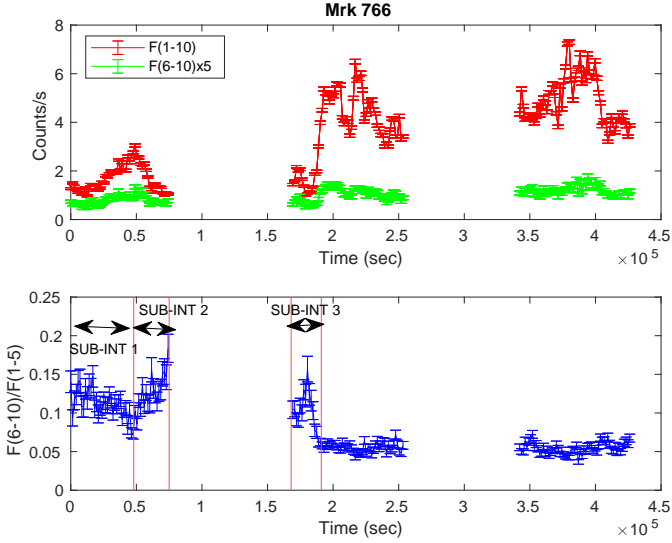 Mrk 766
F(1-10)
F(6-10)x5
8
6
4
2
0
Counts/s
0 0.5 1 1.5 2 2.5 3 3.5 4 4.5
Time (sec)
×10^5
0.25
0.2
0.15
0.1
0.05
0
F(6-10)/F(1-5)
SUB-INT 1
SUB-INT 2
SUB-INT 3
0 0.5 1 1.5 2 2.5 3 3.5 4 4.5
Time (sec)
×10^5